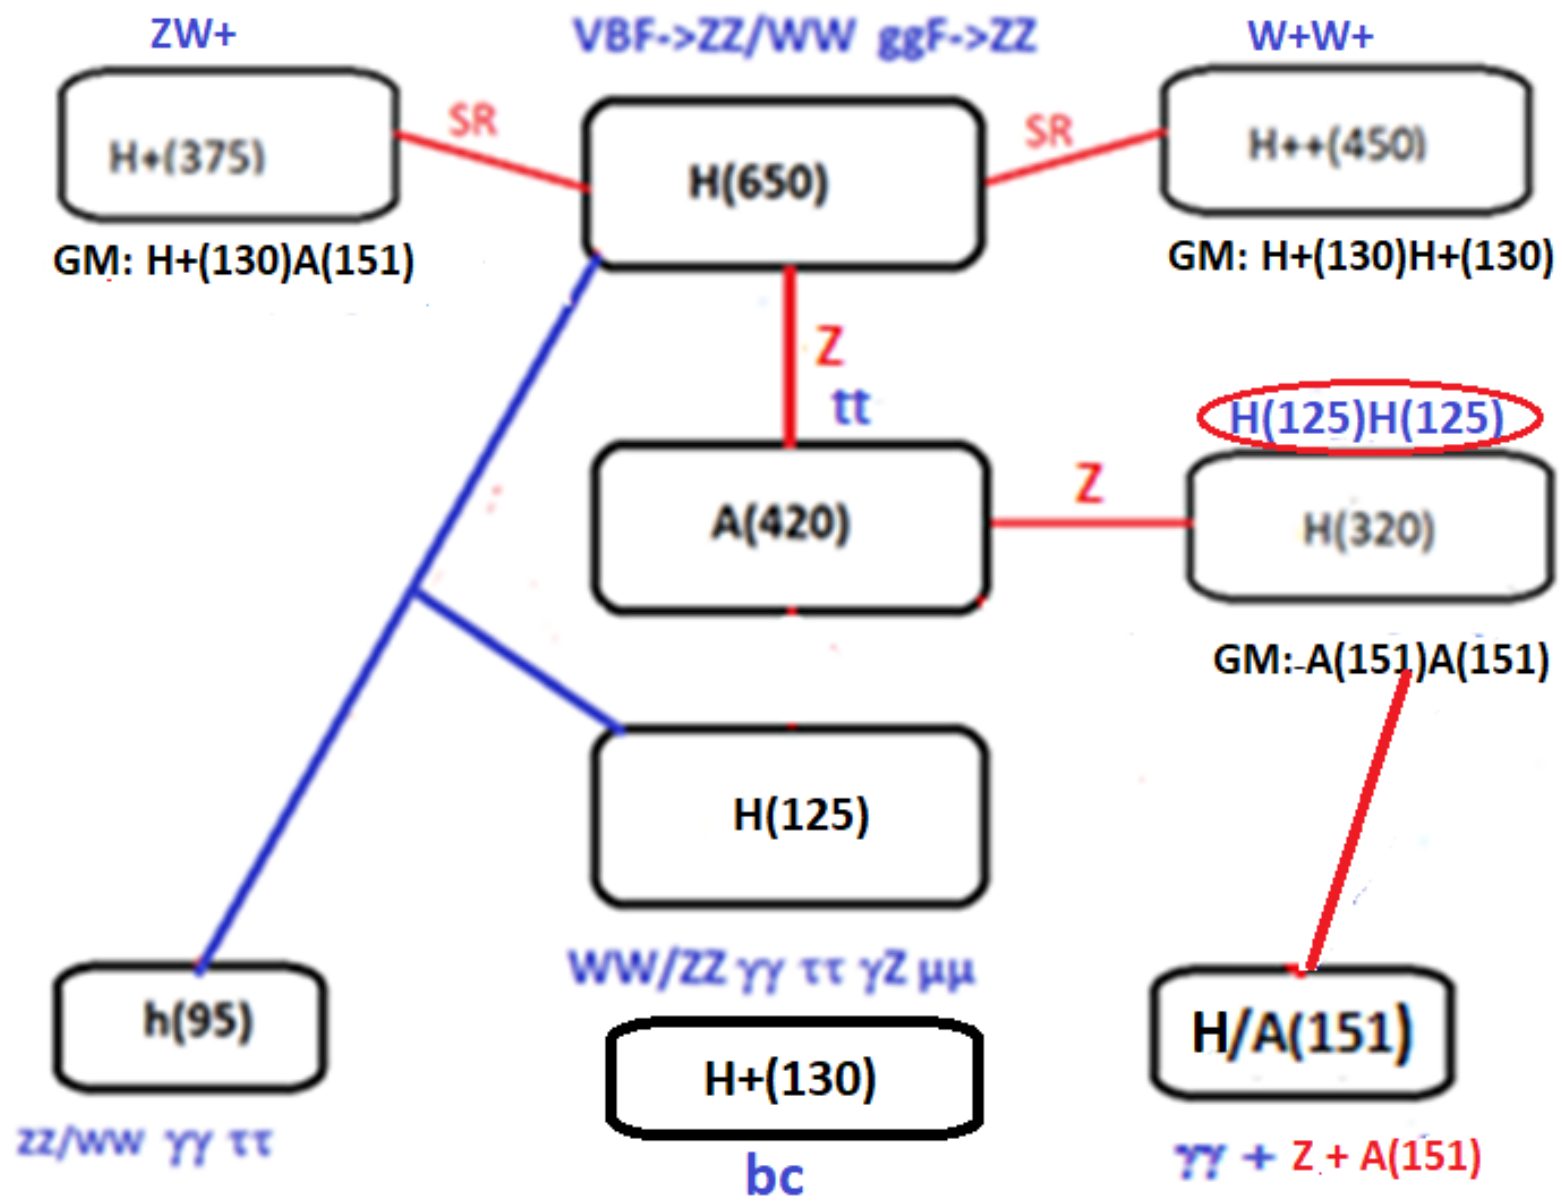 ZW+
VBF->ZZ/WW ggF->ZZ
W+W+
H+(375)
SR
H(650)
SR
H++(450)
GM: H+(130)A(151)
GM: H+(130)H+(130)
Z
tt
H(125)H(125)
A(420)
Z
H(320)
GM:-A(151)A(151)
H(125)
WW/ZZ γγ ττ γZ μμ
h(95)
H+(130)
H/A(151)
zz/ww γγ ττ
bc
γγ + Z + A(151)